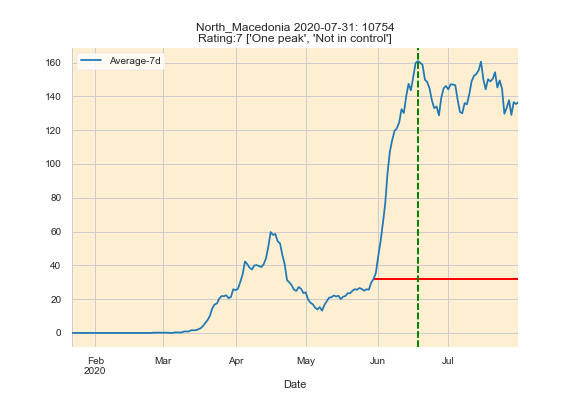 North_Macedonia 2020-07-31: 10754
Rating:7 ['One peak', 'Not in control']
Average-7d
160
140
120
100
80
60
40
20
0
Feb
2020
Mar
Apr
May
Jun
Jul
Date